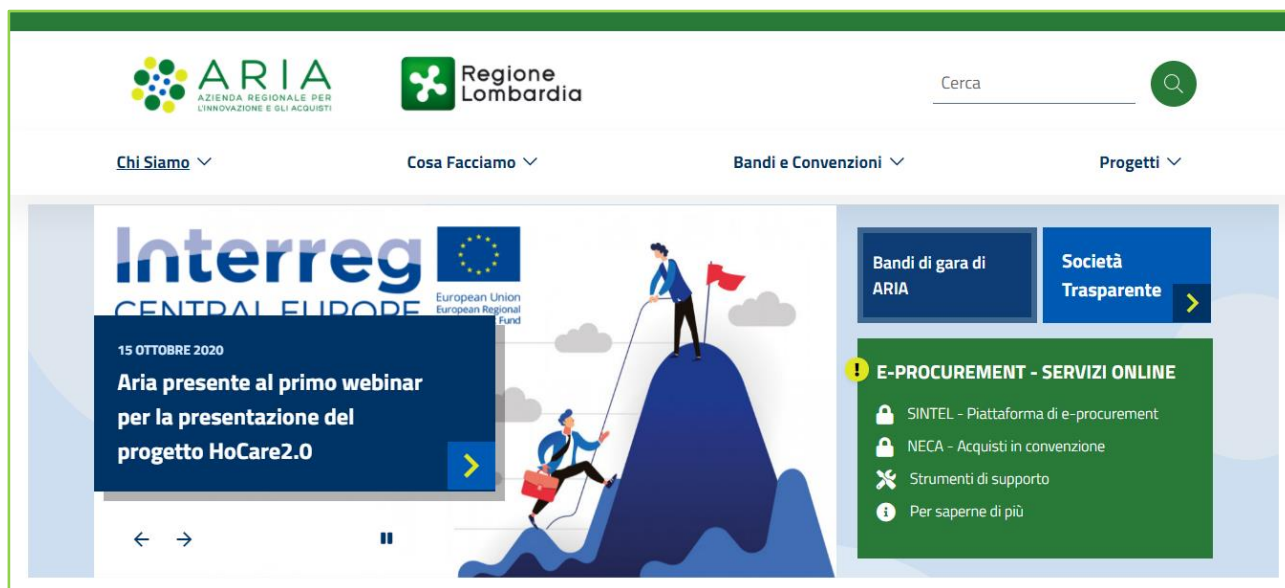 ARIA
AZIENDA REGIONALE PER
L'INNOVAZIONE E GLI ACQUISTI
Regione
Lombardia
Cerca
Chi Siamo
Cosa Facciamo
Bandi e Convenzioni
Progetti
Interreg
CENTRAL EUROPE
European Union
European Regional
Fund
15 OTTOBRE 2020
Aria presente al primo webinar
per la presentazione del
progetto HoCare2.0
Bandi di gara di
ARIA
Società
Trasparente
E-PROCUREMENT - SERVIZI ONLINE
SINTEL - Piattaforma di e-procurement
NECA - Acquisti in convenzione
Strumenti di supporto
Per saperne di più